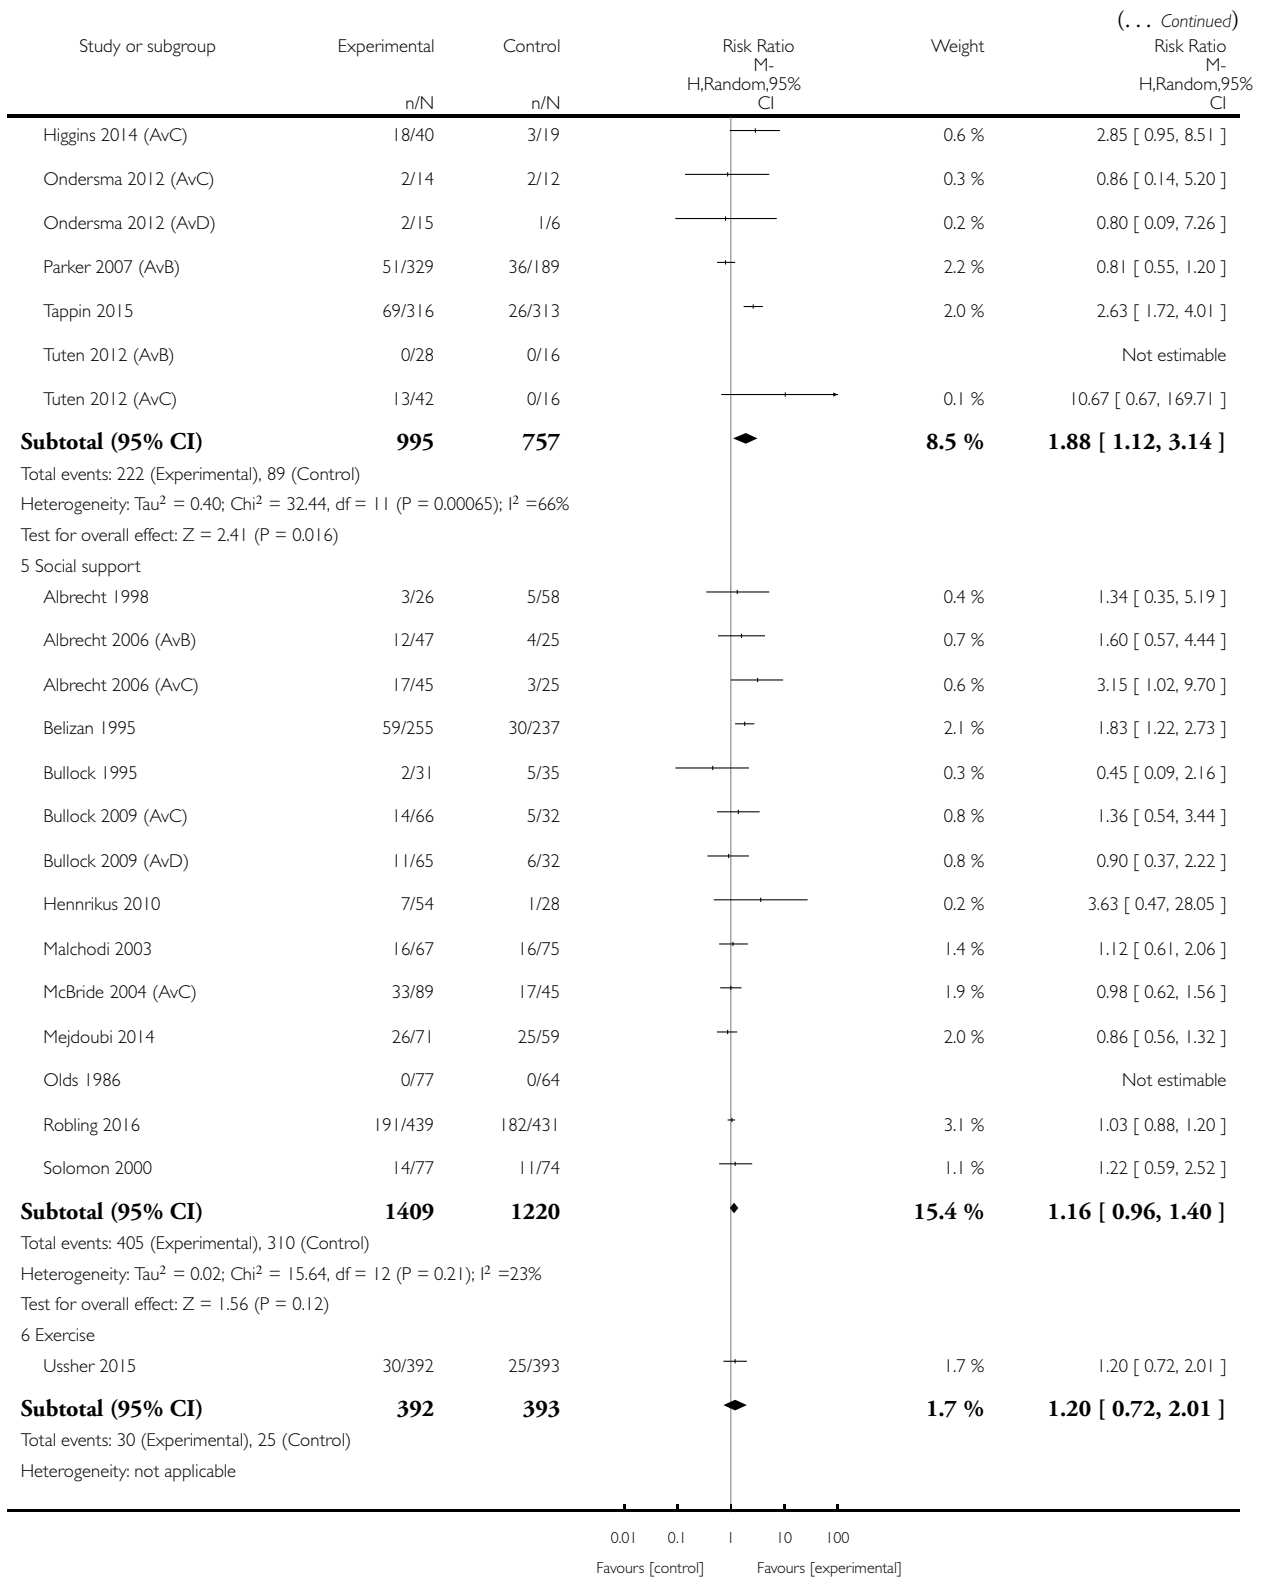 (... Continued)
Study or subgroup Experimental Control Risk Ratio Weight Risk Ratio
M- M-
H,Random,95% H,Random,95%
n/N n/N CI CI
Higgins 2014 (AvC) 18/40 3/19 0.6 % 2.85 [ 0.95, 8.51 ]
Ondersma 2012 (AvC) 2/14 2/12 0.3 % 0.86 [ 0.14, 5.20 ]
Ondersma 2012 (AvD) 2/15 1/6 0.2 % 0.80 [ 0.09, 7.26 ]
Parker 2007 (AvB) 51/329 36/189 2.2 % 0.81 [ 0.55, 1.20 ]
Tappin 2015 69/316 26/313 2.0 % 2.63 [ 1.72, 4.01 ]
Tuten 2012 (AvB) 0/28 0/16 Not estimable
Tuten 2012 (AvC) 13/42 0/16 0.1 % 10.67 [ 0.67, 169.71 ]
Subtotal (95% CI) 995 757 8.5 % 1.88 [ 1.12, 3.14 ]
Total events: 222 (Experimental), 89 (Control)
Heterogeneity: Tau² = 0.40; Chi² = 32.44, df = 11 (P = 0.00065); I² =66%
Test for overall effect: Z = 2.41 (P = 0.016)
5 Social support
Albrecht 1998 3/26 5/58 0.4 % 1.34 [ 0.35, 5.19 ]
Albrecht 2006 (AvB) 12/47 4/25 0.7 % 1.60 [ 0.57, 4.44 ]
Albrecht 2006 (AvC) 17/45 3/25 0.6 % 3.15 [ 1.02, 9.70 ]
Belizan 1995 59/255 30/237 2.1 % 1.83 [ 1.22, 2.73 ]
Bullock 1995 2/31 5/35 0.3 % 0.45 [ 0.09, 2.16 ]
Bullock 2009 (AvC) 14/66 5/32 0.8 % 1.36 [ 0.54, 3.44 ]
Bullock 2009 (AvD) 11/65 6/32 0.8 % 0.90 [ 0.37, 2.22 ]
Hennrikus 2010 7/54 1/28 0.2 % 3.63 [ 0.47, 28.05 ]
Malchodi 2003 16/67 16/75 1.4 % 1.12 [ 0.61, 2.06 ]
McBride 2004 (AvC) 33/89 17/45 1.9 % 0.98 [ 0.62, 1.56 ]
Mejdoubi 2014 26/71 25/59 2.0 % 0.86 [ 0.56, 1.32 ]
Olds 1986 0/77 0/64 Not estimable
Robling 2016 191/439 182/431 3.1 % 1.03 [ 0.88, 1.20 ]
Solomon 2000 14/77 11/74 1.1 % 1.22 [ 0.59, 2.52 ]
Subtotal (95% CI) 1409 1220 15.4 % 1.16 [ 0.96, 1.40 ]
Total events: 405 (Experimental), 310 (Control)
Heterogeneity: Tau² = 0.02; Chi² = 15.64, df = 12 (P = 0.21); I² =23%
Test for overall effect: Z = 1.56 (P = 0.12)
6 Exercise
Ussher 2015 30/392 25/393 1.7 % 1.20 [ 0.72, 2.01 ]
Subtotal (95% CI) 392 393 1.7 % 1.20 [ 0.72, 2.01 ]
Total events: 30 (Experimental), 25 (Control)
Heterogeneity: not applicable
0.01 0.1 1 10 100
Favours [control] Favours [experimental]